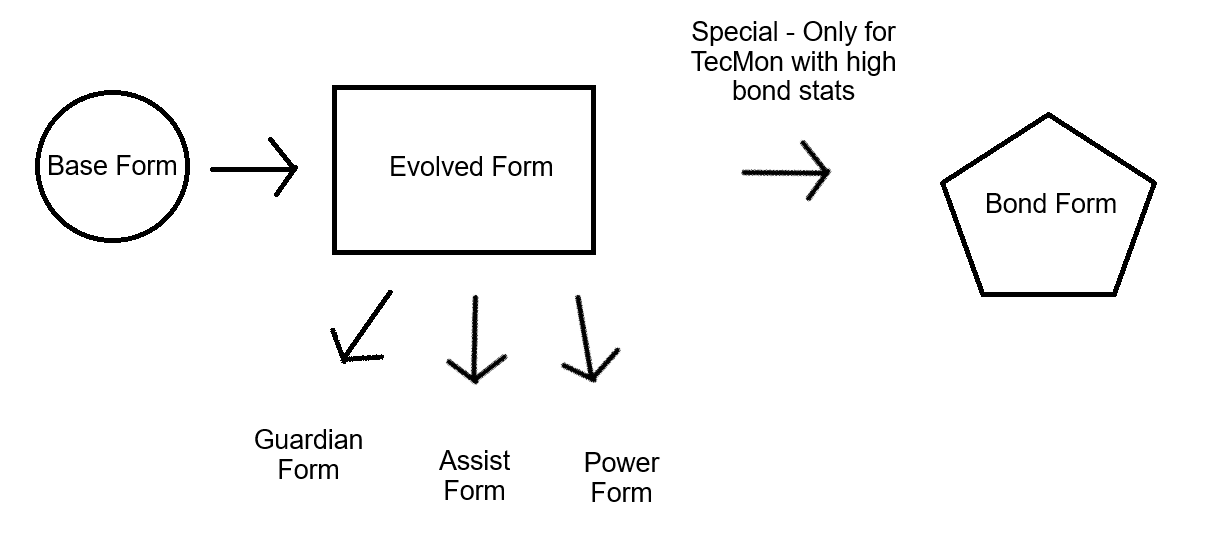 Special - Only for
TecMon with high
bond stats
Base Form
Evolved Form
Bond Form
Guardian
Form
Assist
Form
Power
Form